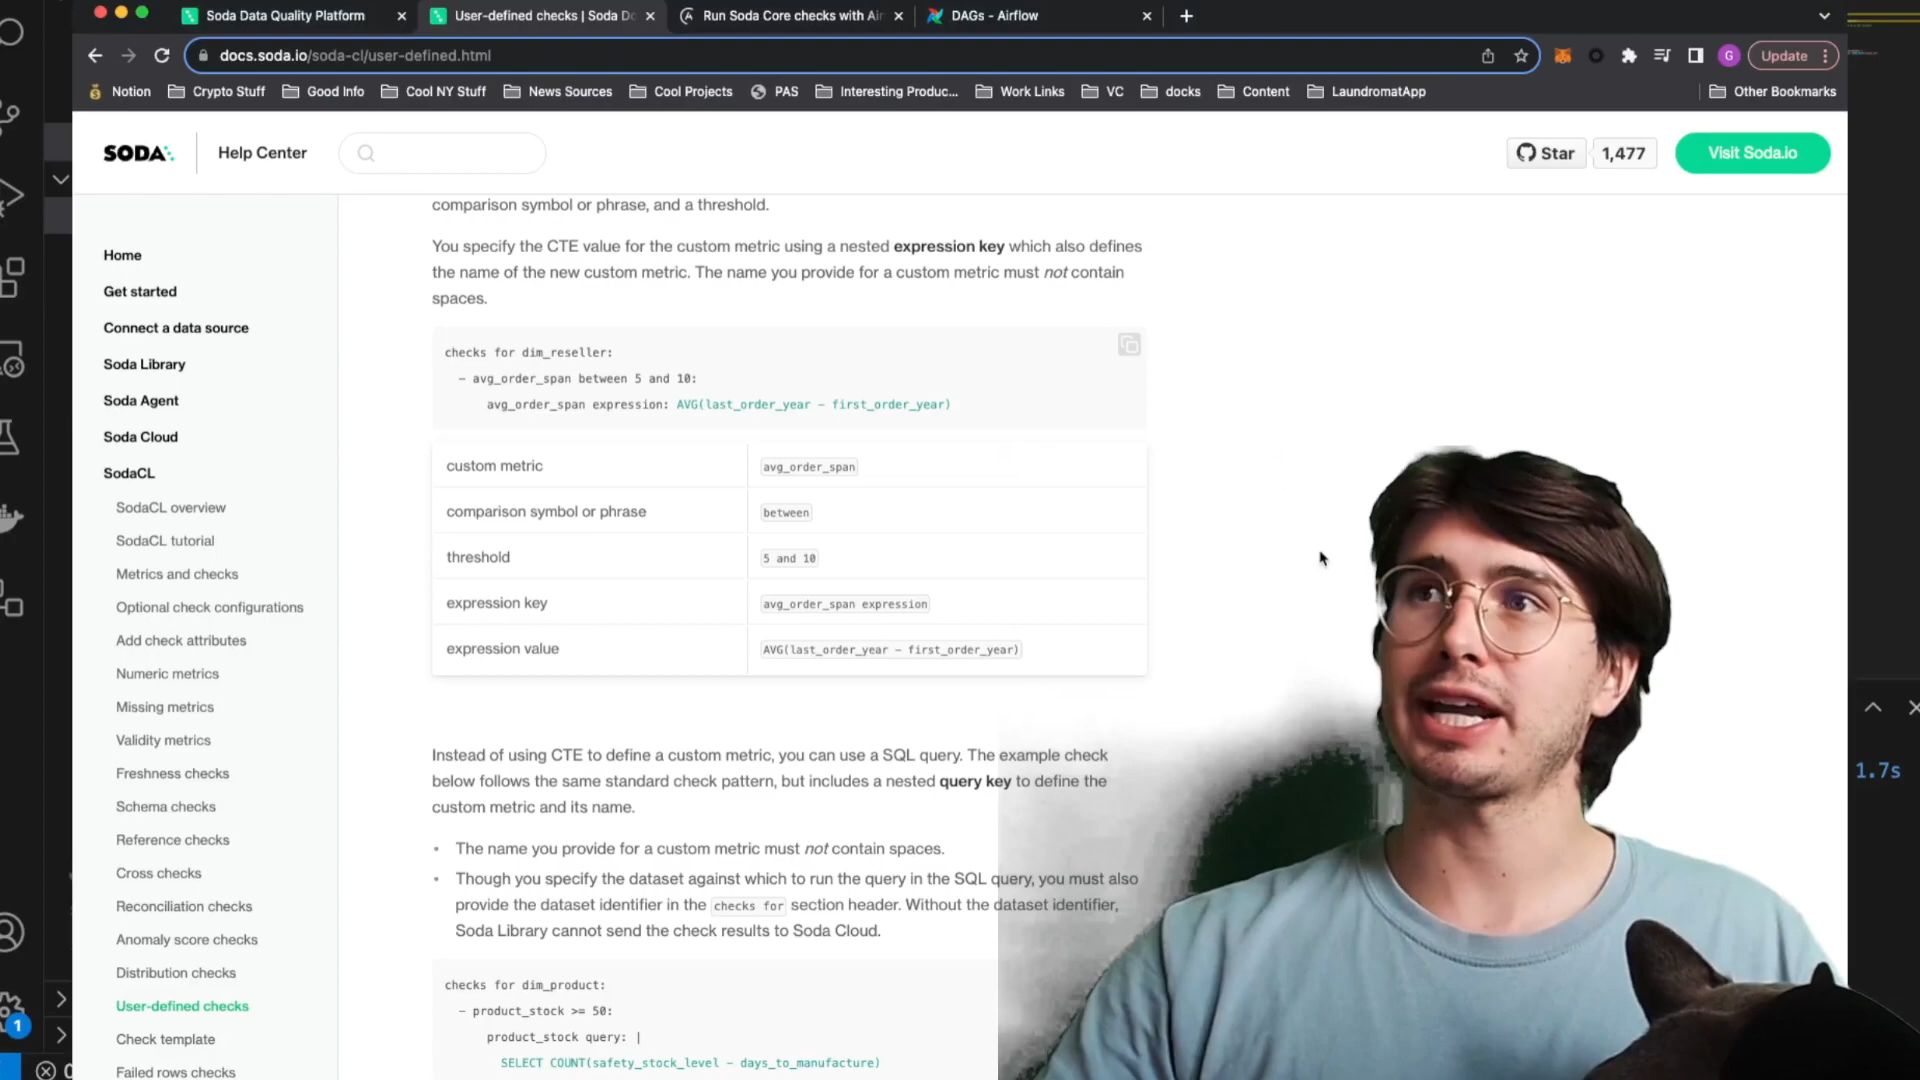 Soda Data Quality Platform
User-defined checks | Soda Do
Run Soda Core checks with Air
DAGs - Airflow
docs.soda.io/soda-cl/user-defined.html
G
Update
Notion
Crypto Stuff
Good Info
Cool NY Stuff
News Sources
Cool Projects
PAS
Interesting Produc...
Work Links
VC
docks
Content
LaundromatApp
Other Bookmarks
SODA
Help Center
Star
1,477
Visit Soda.io
Home
Get started
Connect a data source
Soda Library
Soda Agent
Soda Cloud
SodaCL
SodaCL overview
SodaCL tutorial
Metrics and checks
Optional check configurations
Add check attributes
Numeric metrics
Missing metrics
Validity metrics
Freshness checks
Schema checks
Reference checks
Cross checks
Reconciliation checks
Anomaly score checks
Distribution checks
User-defined checks
Check template
Failed rows checks
comparison symbol or phrase, and a threshold.
You specify the CTE value for the custom metric using a nested expression key which also defines
the name of the new custom metric. The name you provide for a custom metric must not contain
spaces.
checks for dim_reseller:
- avg_order_span between 5 and 10:
avg_order_span expression: AVG(last_order_year - first_order_year)
custom metric avg_order_span
comparison symbol or phrase between
threshold 5 and 10
expression key avg_order_span expression
expression value AVG(last_order_year - first_order_year)
Instead of using CTE to define a custom metric, you can use a SQL query. The example check
below follows the same standard check pattern, but includes a nested query key to define the
custom metric and its name.
• The name you provide for a custom metric must not contain spaces.
• Though you specify the dataset against which to run the query in the SQL query, you must also
provide the dataset identifier in the checks for section header. Without the dataset identifier,
Soda Library cannot send the check results to Soda Cloud.
checks for dim_product:
- product_stock >= 50:
product_stock query: |
SELECT COUNT(safety_stock_level - days_to_manufacture)
1.7s
1
0